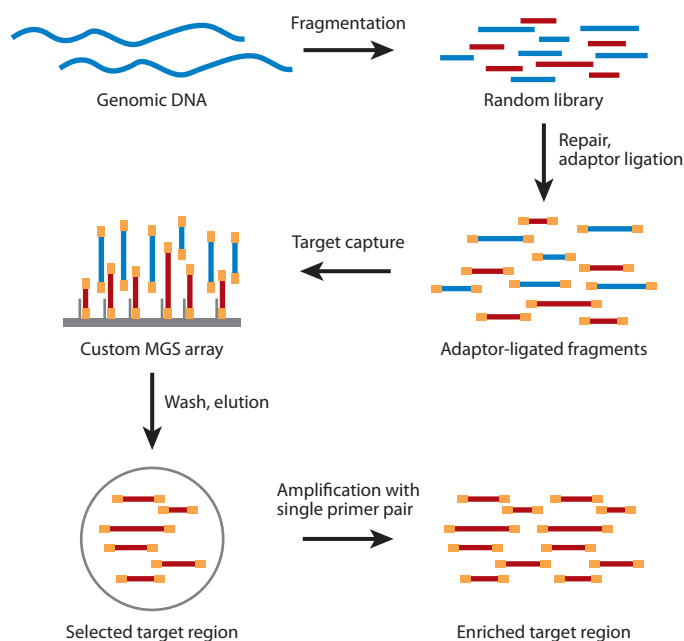 Fragmentation
Genomic DNA
Random library
Repair,
adaptor ligation
Target capture
Custom MGS array
Adaptor-ligated fragments
Wash, elution
Amplification with
single primer pair
Selected target region
Enriched target region